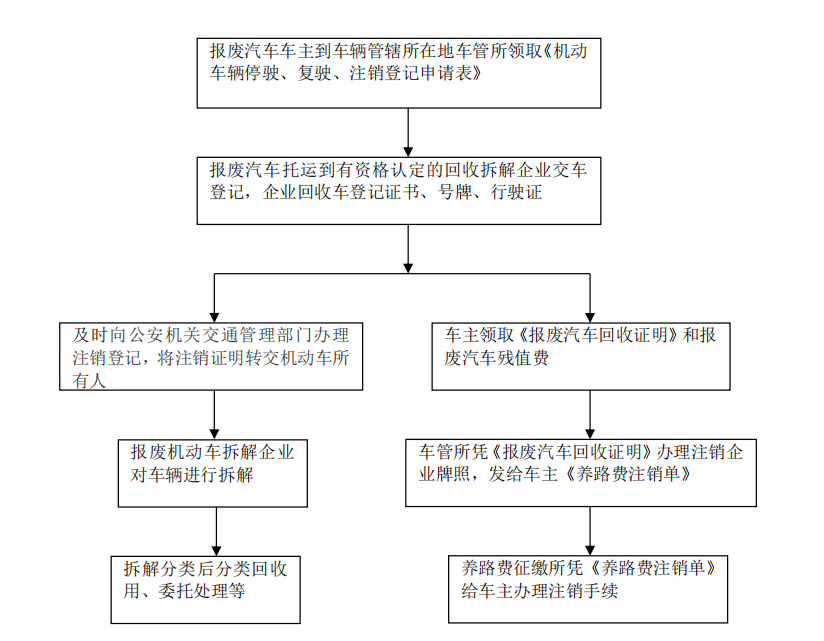 报废汽车车主到车辆管辖所在地车管所领取《机动
车辆停驶、复驶、注销登记申请表》
报废汽车托运到有资格认定的回收拆解企业交车
登记，企业回收车登记证书、号牌、行驶证
及时向公安机关交通管理部门办理
注销登记，将注销证明转交机动车所
有人
车主领取《报废汽车回收证明》和报
废汽车残值费
报废机动车拆解企业
对车辆进行拆解
车管所凭《报废汽车回收证明》办理注销企
业牌照，发给车主《养路费注销单》
拆解分类后分类回收
用、委托处理等
养路费征缴所凭《养路费注销单》
给车主办理注销手续